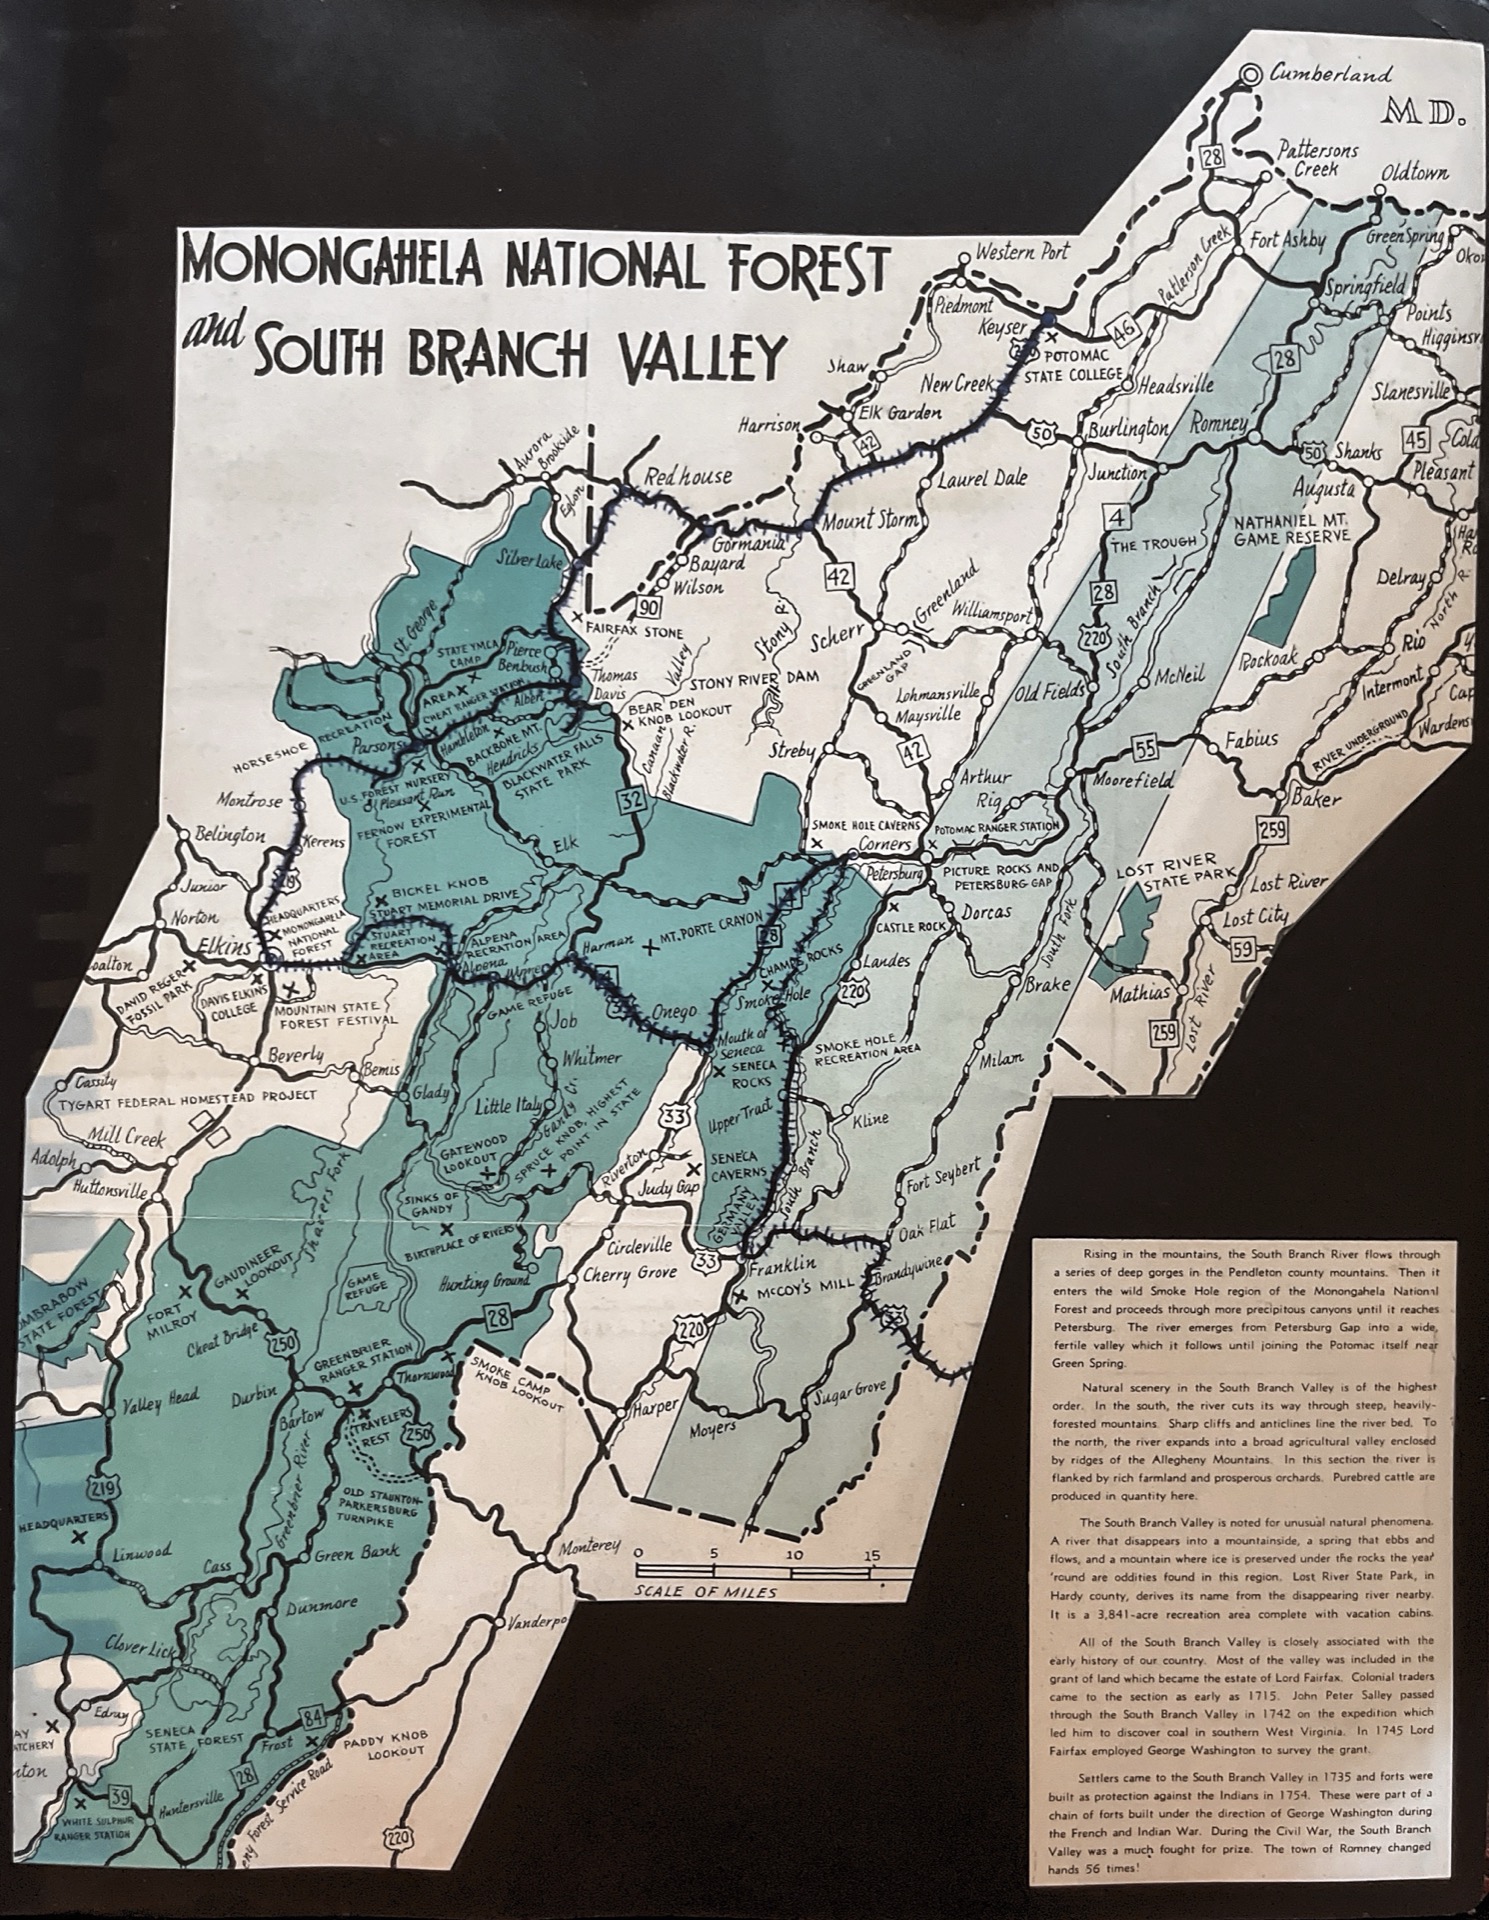 Cumberland
MD.
28
Pattersons
Creek
Oldtown
MONONGAHELA NATIONAL FOREST
and SOUTH BRANCH VALLEY
Western Port
Fort Ashby
Green Spring
Patterson Creek
Springfield
Piedmont
Keyser
46
Points
POTOMAC
STATE COLLEGE
28
Shaw
New Creek
Headsville
Slanesville
Elk Garden
Harrison
42
50
Burlington
Romney
50
Shanks
45
Aurora
Brookside
Eglon
Redhouse
Laurel Dale
Junction
Augusta
Pleasant
Mount Storm
4
NATHANIEL MT.
GAME RESERVE
Gormania
THE TROUGH
Silver Lake
Bayard
Wilson
42
Delray
North R.
90
Greenland
Williamsport
28
220
South Branch
FAIRFAX STONE
Stony R.
Scherr
Rio
St. George
STATE YMCA
CAMP
Pierce
Benbush
Thomas
Davis
Valley
STONY RIVER DAM
GREENLAND
GAP
Lohmansville
Maysville
Old Fields
McNeil
Rockoak
Intermont
AREA
CHEAT RANGER STATION
Albert
BEAR DEN
KNOB LOOKOUT
Canaan
Blackwater R.
HORSESHOE RECREATION
Parsons
Hambleton
BACKBONE MT.
Hendricks
BLACKWATER FALLS
STATE PARK
Streby
42
55
Fabius
RIVER UNDERGROUND
U.S. FOREST NURSERY
Pleasant Run
Montrose
Arthur
Rig
Moorefield
Baker
FERNOW EXPERIMENTAL
FOREST
32
SMOKE HOLE CAVERNS
POTOMAC RANGER STATION
259
Belington
Kerens
Elk
Corners
Petersburg
PICTURE ROCKS AND
PETERSBURG GAP
LOST RIVER
STATE PARK
Lost River
Junior
BICKEL KNOB
STUART MEMORIAL DRIVE
Norton
HEADQUARTERS
MONONGAHELA
NATIONAL
FOREST
Elkins
STUART
RECREATION
AREA
ALPENA
RECREATION AREA
Alpena
Wymer
Harman
MT. PORTE CRAYON
28
CASTLE ROCK
Dorcas
South Fork
Lost City
59
CHAMPS ROCKS
Landes
DAVID REGER
FOSSIL PARK
DAVIS ELKINS
COLLEGE
MOUNTAIN STATE
FOREST FESTIVAL
GAME REFUGE
Smoke Hole
220
Brake
Mathias
Job
Onego
Mouth of
Seneca
SMOKE HOLE
RECREATION AREA
259
Lost River
Beverly
Bemis
Whitmer
SENECA
ROCKS
Milam
Cassity
TYGART FEDERAL HOMESTEAD PROJECT
Glady
Little Italy
Gandy Cr.
SPRUCE KNOB, HIGHEST
POINT IN STATE
33
Upper Tract
Kline
Mill Creek
Adolph
GATEWOOD
LOOKOUT
Huttonsville
Shavers Fork
Riverton
SENECA
CAVERNS
South Branch
Fort Seybert
SINKS OF
GANDY
Judy Gap
GERMANY
VALLEY
BIRTHPLACE OF RIVERS
Circleville
Oak Flat
GAUDINEER
LOOKOUT
Cherry Grove
33
Franklin
Brandywine
GAME
REFUGE
Hunting Ground
McCOY'S MILL
STATE FOREST
FORT
MILROY
Cheat Bridge
28
220
250
GREENBRIER
RANGER STATION
SMOKE CAMP
KNOB LOOKOUT
Thornwood
Valley Head
Durbin
Bartow
TRAVELERS
REST
250
Harper
Moyers
Sugar Grove
219
Greenbrier River
OLD STAUNTON-
PARKERSBURG
TURNPIKE
HEADQUARTERS
Linwood
Cass
Green Bank
Monterey
0 5 10 15
SCALE OF MILES
Dunmore
Clover Lick
Edray
SENECA
STATE FOREST
Frost
84
PADDY KNOB
LOOKOUT
28
39
Huntersville
Forest Service Road
WHITE SULPHUR
RANGER STATION
220
Rising in the mountains, the South Branch River flows through
a series of deep gorges in the Pendleton county mountains. Then it
enters the wild Smoke Hole region of the Monongahela National
Forest and proceeds through more precipitous canyons until it reaches
Petersburg. The river emerges from Petersburg Gap into a wide,
fertile valley which it follows until joining the Potomac itself near
Green Spring.
Natural scenery in the South Branch Valley is of the highest
order. In the south, the river cuts its way through steep, heavily-
forested mountains. Sharp cliffs and anticlines line the river bed. To
the north, the river expands into a broad agricultural valley enclosed
by ridges of the Allegheny Mountains. In this section the river is
flanked by rich farmland and prosperous orchards. Purebred cattle are
produced in quantity here.
The South Branch Valley is noted for unusual natural phenomena.
A river that disappears into a mountainside, a spring that ebbs and
flows, and a mountain where ice is preserved under the rocks the year
'round are oddities found in this region. Lost River State Park, in
Hardy county, derives its name from the disappearing river nearby.
It is a 3,841-acre recreation area complete with vacation cabins.
All of the South Branch Valley is closely associated with the
early history of our country. Most of the valley was included in the
grant of land which became the estate of Lord Fairfax. Colonial traders
came to the section as early as 1715. John Peter Salley passed
through the South Branch Valley in 1742 on the expedition which
led him to discover coal in southern West Virginia. In 1745 Lord
Fairfax employed George Washington to survey the grant.
Settlers came to the South Branch Valley in 1735 and forts were
built as protection against the Indians in 1754. These were part of a
chain of forts built under the direction of George Washington during
the French and Indian War. During the Civil War, the South Branch
Valley was a much fought for prize. The town of Romney changed
hands 56 times!